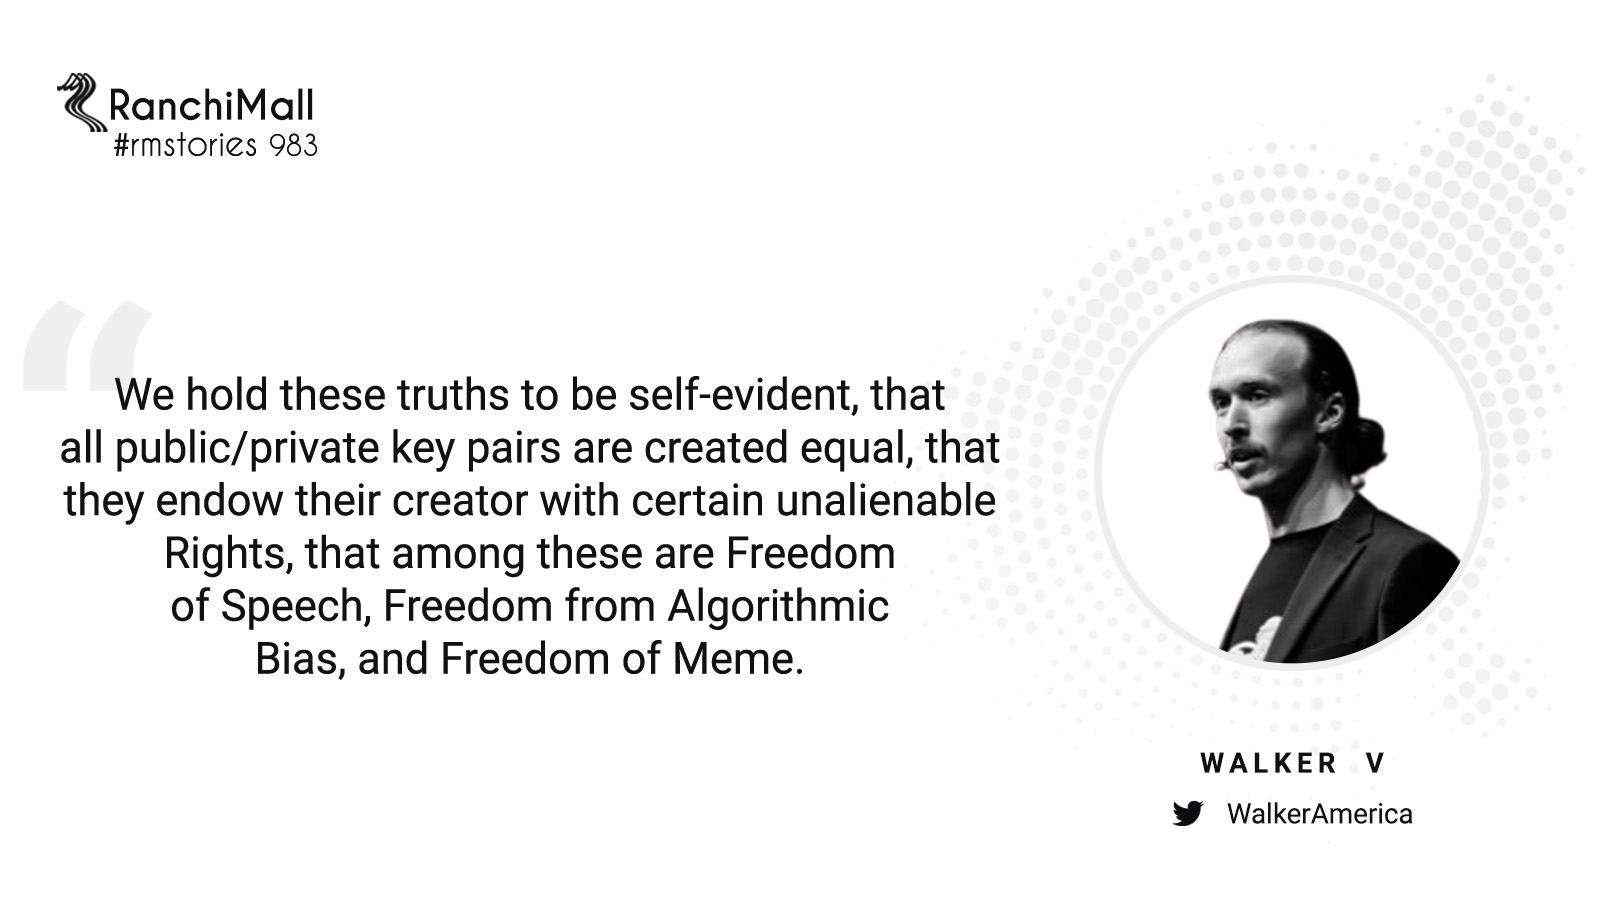 RanchiMall
#rmstories 983
“
We hold these truths to be self-evident, that
all public/private key pairs are created equal, that
they endow their creator with certain unalienable
Rights, that among these are Freedom
of Speech, Freedom from Algorithmic
Bias, and Freedom of Meme.
WALKER V
WalkerAmerica